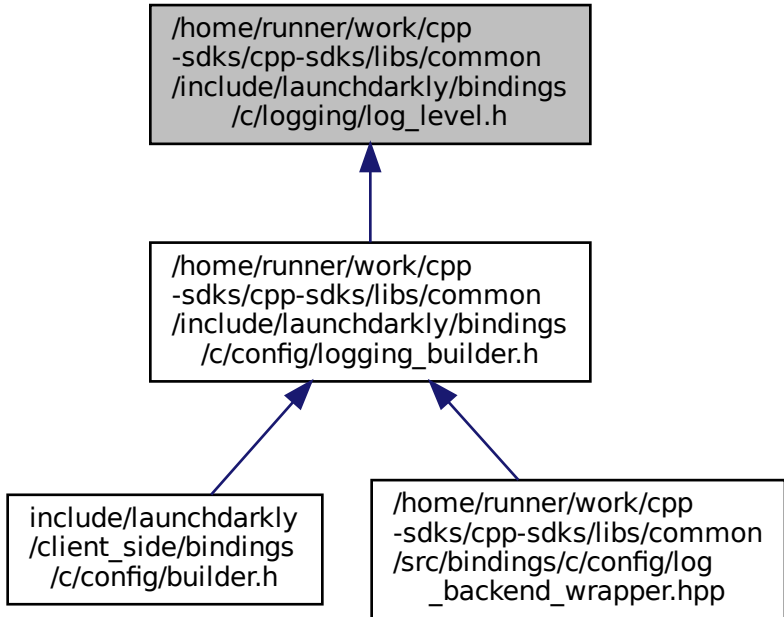 /home/runner/work/cpp
-sdks/cpp-sdks/libs/common
/include/launchdarkly/bindings
/c/logging/log_level.h
/home/runner/work/cpp
-sdks/cpp-sdks/libs/common
/include/launchdarkly/bindings
/c/config/logging_builder.h
include/launchdarkly
/client_side/bindings
/c/config/builder.h
/home/runner/work/cpp
-sdks/cpp-sdks/libs/common
/src/bindings/c/config/log
_backend_wrapper.hpp